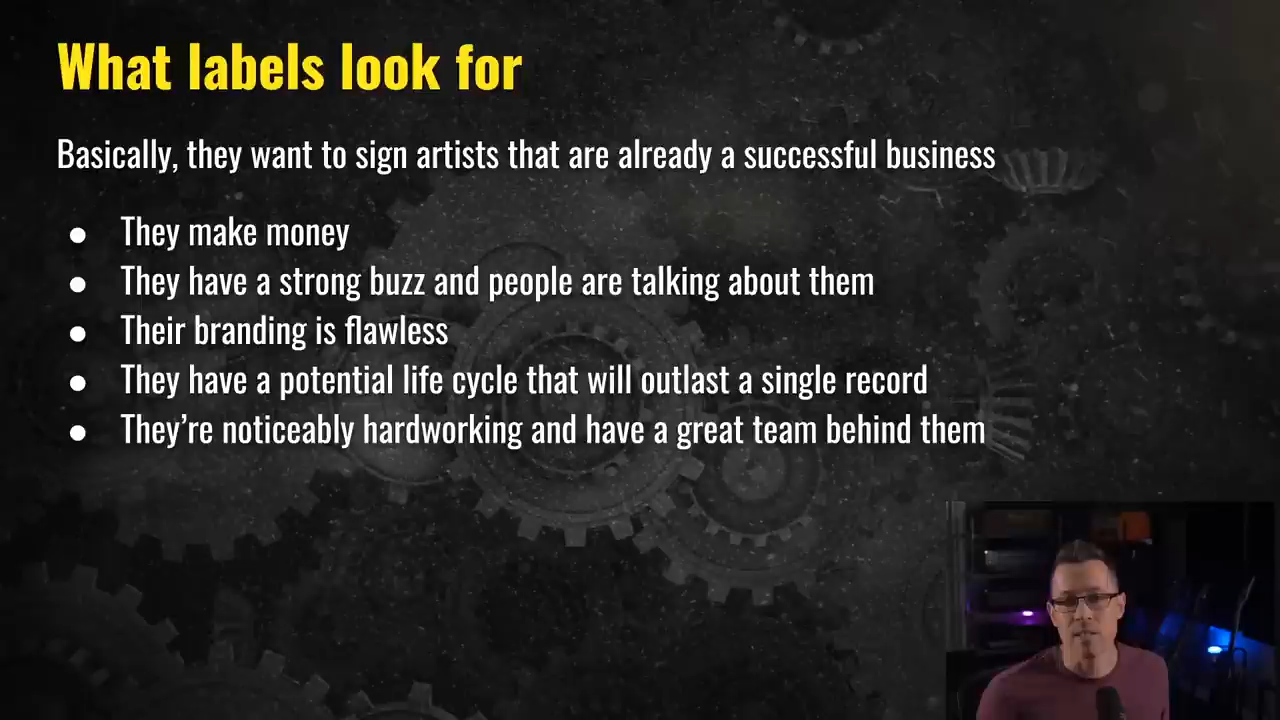 What labels look for
Basically, they want to sign artists that are already a successful business
● They make money
● They have a strong buzz and people are talking about them
● Their branding is flawless
● They have a potential life cycle that will outlast a single record
● They’re noticeably hardworking and have a great team behind them